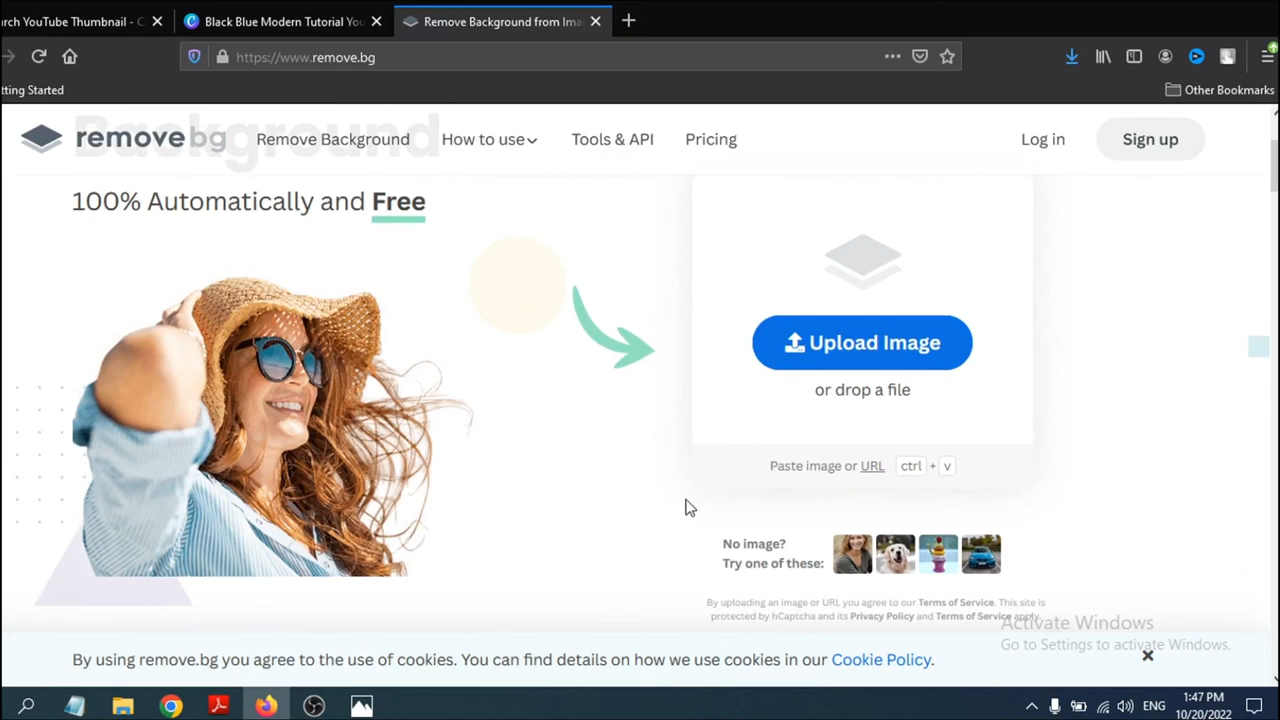 rch YouTube Thumbnail - C
Black Blue Modern Tutorial You
Remove Background from Ima
https://www.remove.bg
tting Started
Other Bookmarks
Background
removebg
Remove Background
How to use
Tools & API
Pricing
Log in
Sign up
100% Automatically and Free
Upload Image
or drop a file
Paste image or URL ctrl + v
No image?
Try one of these:
By uploading an image or URL you agree to our Terms of Service. This site is
protected by hCaptcha and its Privacy Policy and Terms of Service apply.
Activate Windows
Go to Settings to activate Windows.
By using remove.bg you agree to the use of cookies. You can find details on how we use cookies in our Cookie Policy.
ENG
1:47 PM
10/20/2022